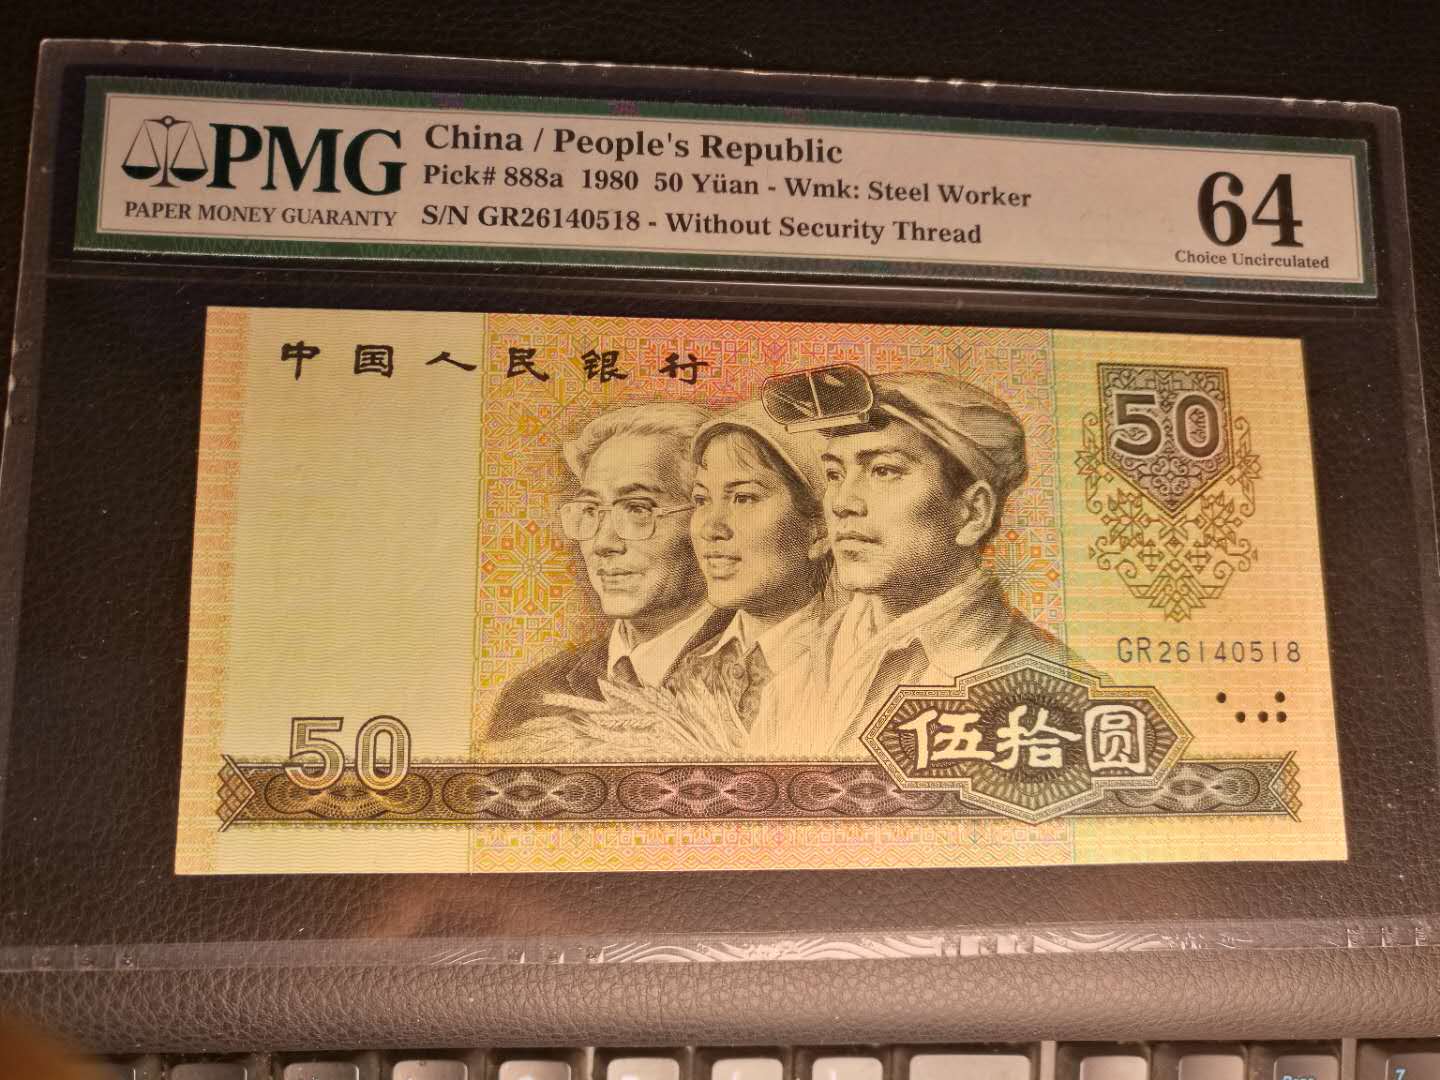 PMG
PAPER MONEY GUARANTY
China / People's Republic
Pick# 888a 1980 50 Yüan - Wmk: Steel Worker
S/N GR26140518 - Without Security Thread
64
Choice Uncirculated
中国人民银行
50
GR26140518
50
伍拾圆
7